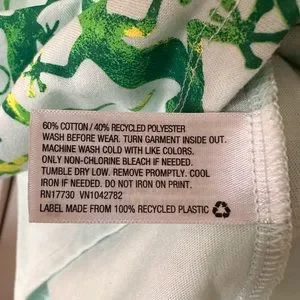 60% COTTON / 40% RECYCLED POLYESTER
WASH BEFORE WEAR. TURN GARMENT INSIDE OUT.
MACHINE WASH COLD WITH LIKE COLORS.
ONLY NON-CHLORINE BLEACH IF NEEDED.
TUMBLE DRY LOW. REMOVE PROMPTLY. COOL
IRON IF NEEDED. DO NOT IRON ON PRINT.
RN17730 VN1042782
LABEL MADE FROM 100% RECYCLED PLASTIC